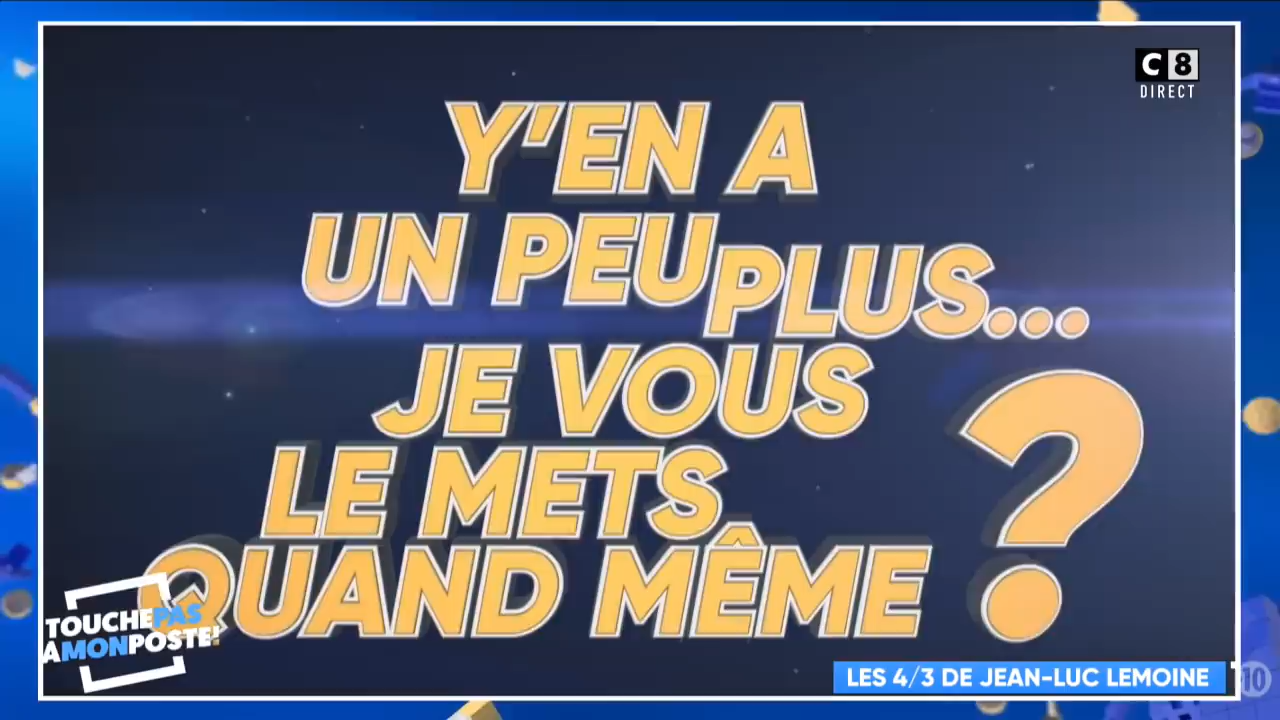 C8
DIRECT
Y'EN A
UN PEU PLUS...
JE VOUS
LE METS
QUAND MÊME ?
TOUCHE PAS
À MON POSTE!
LES 4/3 DE JEAN-LUC LEMOINE
-10